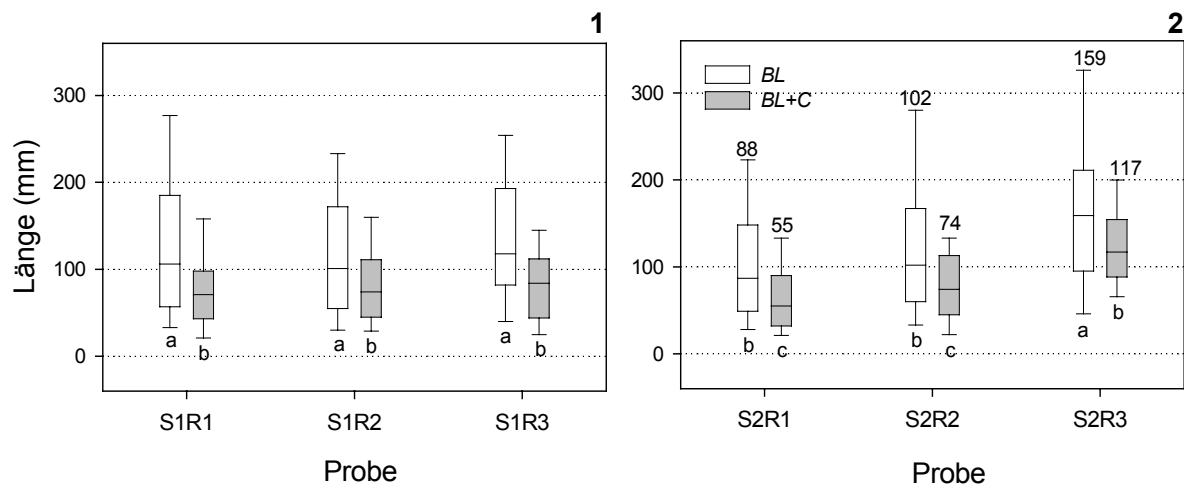 1
Länge (mm)
300
200
100
0
a
b
a
b
a
b
S1R1
S1R2
S1R3
Probe
2
BL
BL+C
300
200
100
0
88
55
102
74
159
117
b
c
b
c
a
b
S2R1
S2R2
S2R3
Probe